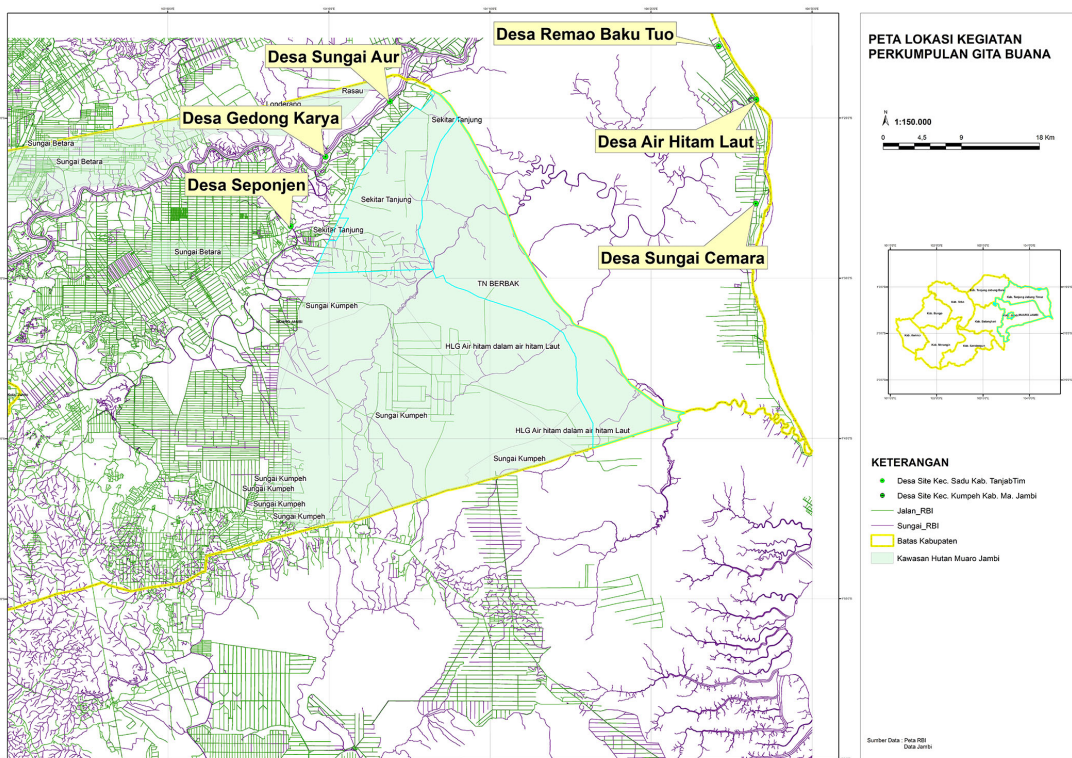 Desa Remao Baku Tuo
Desa Sungai Aur
Rasau
Londerang
Desa Gedong Karya
Sekitar Tanjung
Sungai Betara
Sungai Betara
Desa Air Hitam Laut
Desa Seponjen
Sekitar Tanjung
Sekitar Tanjung
Sungai Betara
Desa Sungai Cemara
TN BERBAK
Sungai Kumpeh
MUARO JAMBI
HLG Air hitam dalam air hitam Laut
Sungai Kumpeh
HLG Air hitam dalam air hitam Laut
Sungai Kumpeh
Sungai Kumpeh
Sungai Kumpeh
Sungai Kumpeh
Sungai Kumpeh
PETA LOKASI KEGIATAN
PERKUMPULAN GITA BUANA
N
1:150.000
0 4,5 9 18 Km
KETERANGAN
Desa Site Kec. Sadu Kab. TanjabTim
Desa Site Kec. Kumpeh Kab. Ma. Jambi
Jalan_RBI
Sungai_RBI
Batas Kabupaten
Kawasan Hutan Muaro Jambi
Sumber Data : Peta RBI
Data Jambi